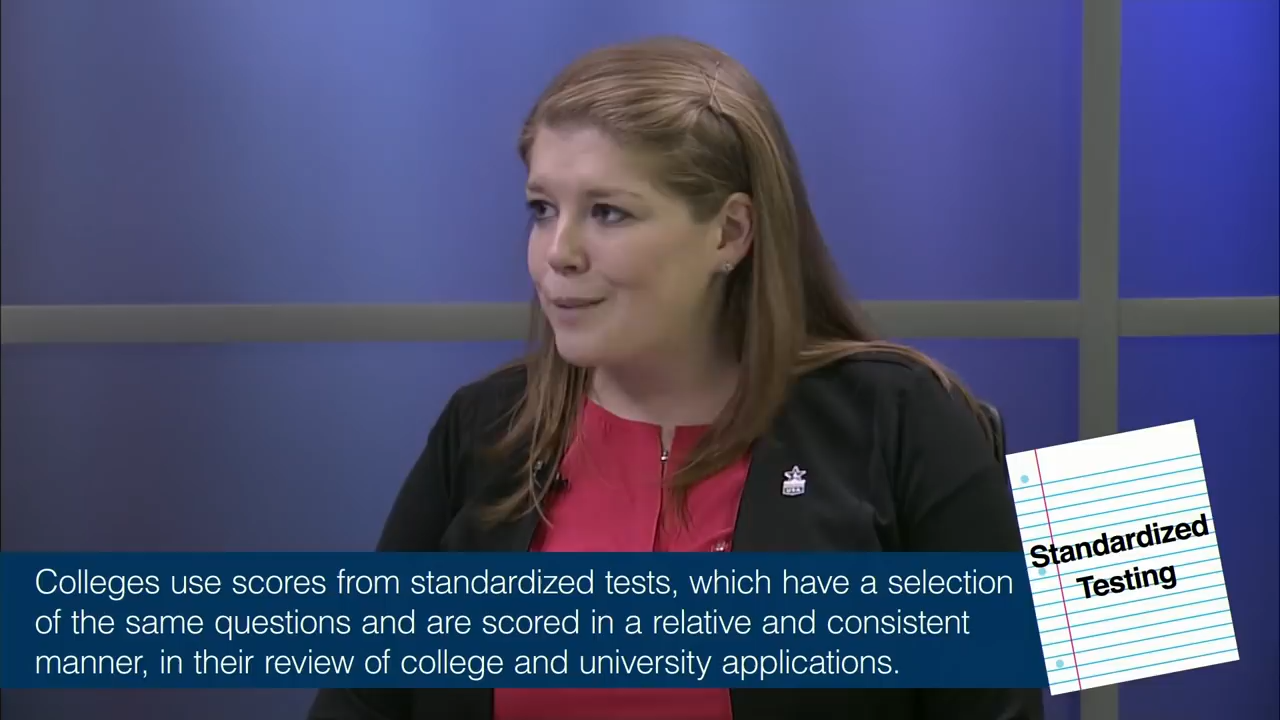 Colleges use scores from standardized tests, which have a selection
of the same questions and are scored in a relative and consistent
manner, in their review of college and university applications.
Standardized
Testing